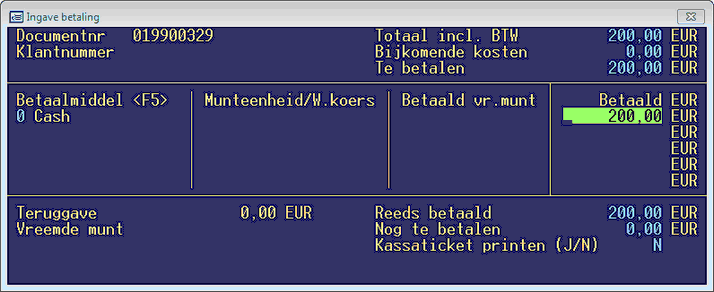 Ingave betaling
Documentnr 019900329 Totaal incl. BTW 200,00 EUR
Klantnummer Bijkomende kosten 0,00 EUR
Te betalen 200,00 EUR
Betaalmiddel <F5> Munteenheid/W.koers Betaald vr.munt Betaald EUR
0 Cash 200,00 EUR
EUR
EUR
EUR
EUR
Teruggave 0,00 EUR Reeds betaald 200,00 EUR
Vreemde munt Nog te betalen 0,00 EUR
Kassaticket printen (J/N) N